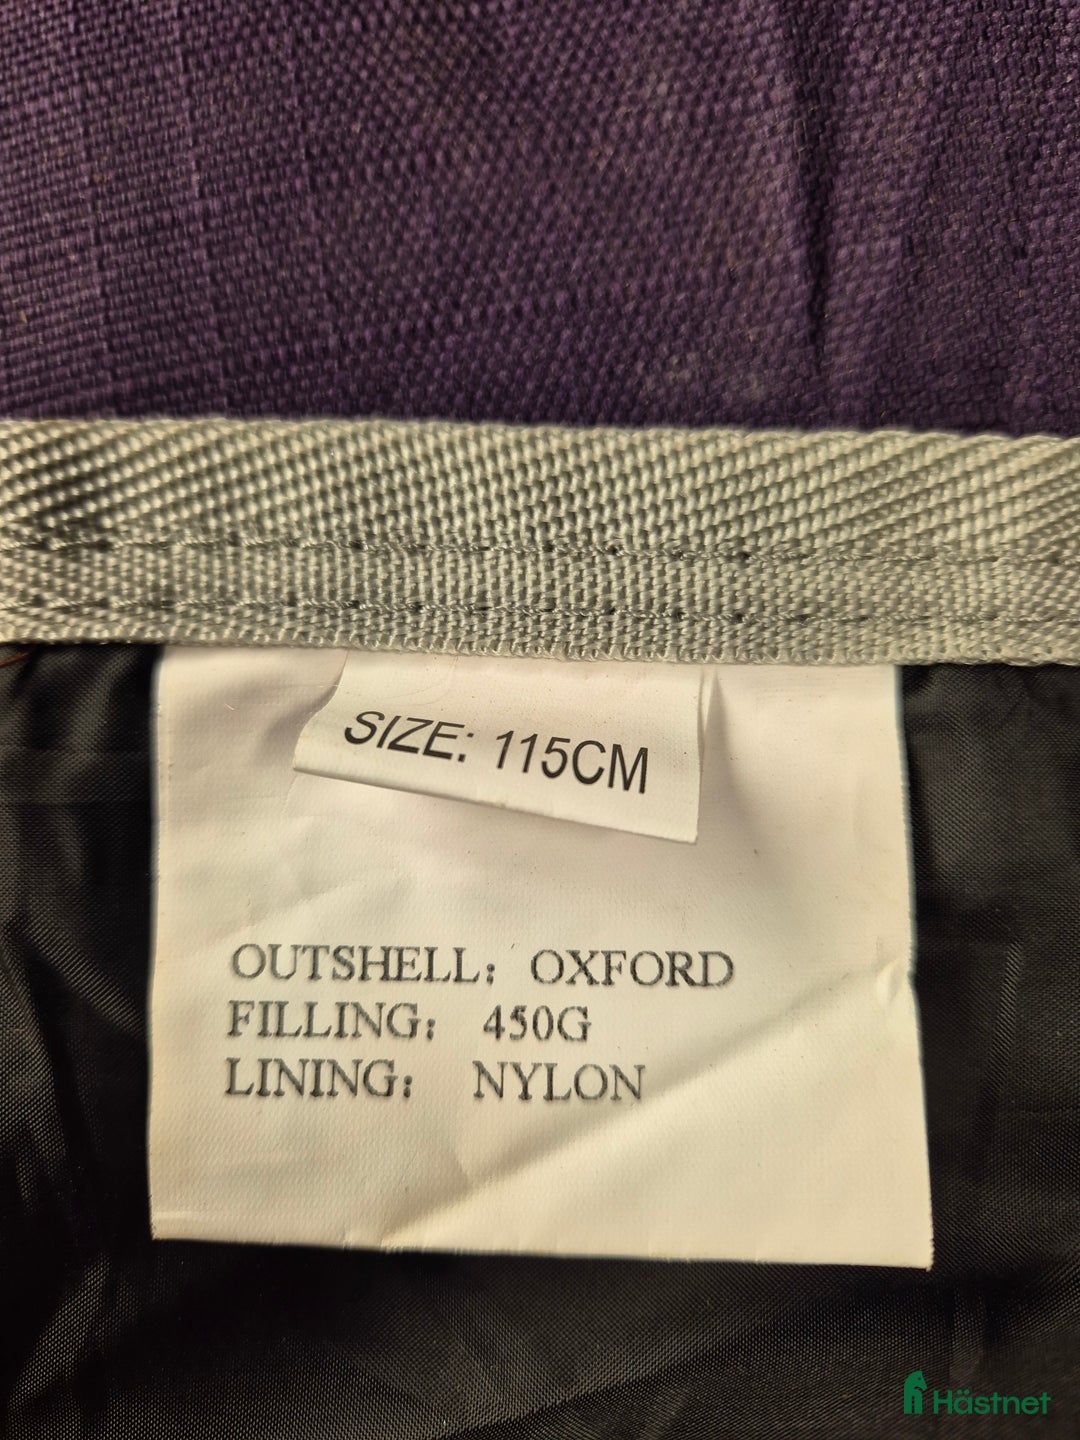 SIZE: 115CM
OUTSHELL: OXFORD
FILLING: 450G
LINING: NYLON
Hästnet